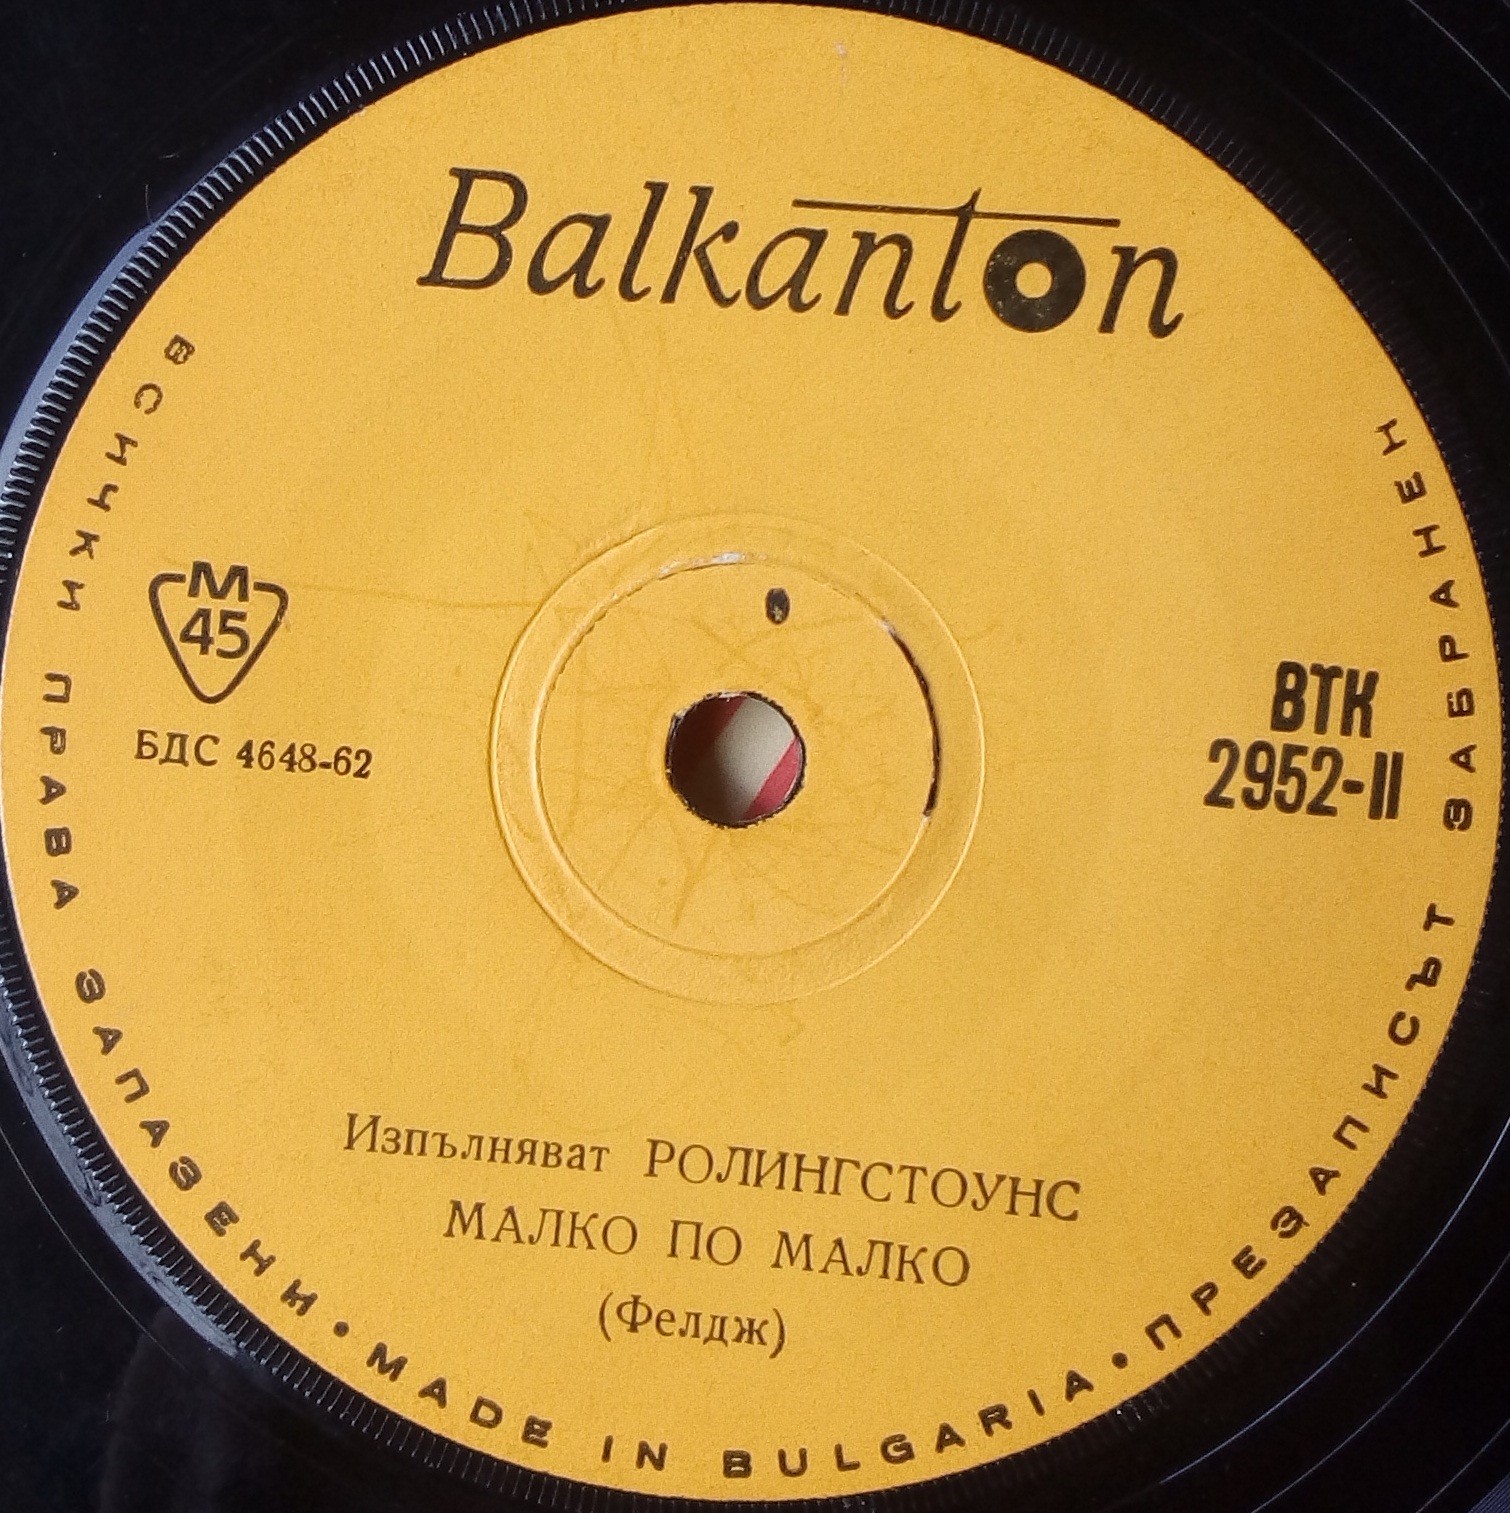 Balkanton
М
45
БДС 4648-62
ВТК
2952-II
Изпълняват РОЛИНГСТОУНС
МАЛКО ПО МАЛКО
(Фелдж)
ВСИЧКИ ПРАВА ЗАПАЗЕНИ • MADE IN BULGARIA • ПРЕЗАПИСЪТ ЗАБРАНЕН